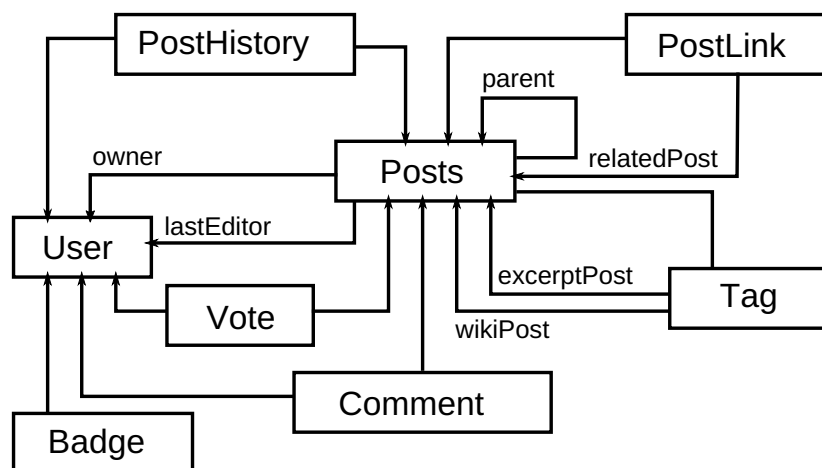 PostHistory
PostLink
parent
owner
Posts
relatedPost
lastEditor
User
excerptPost
Tag
Vote
wikiPost
Comment
Badge